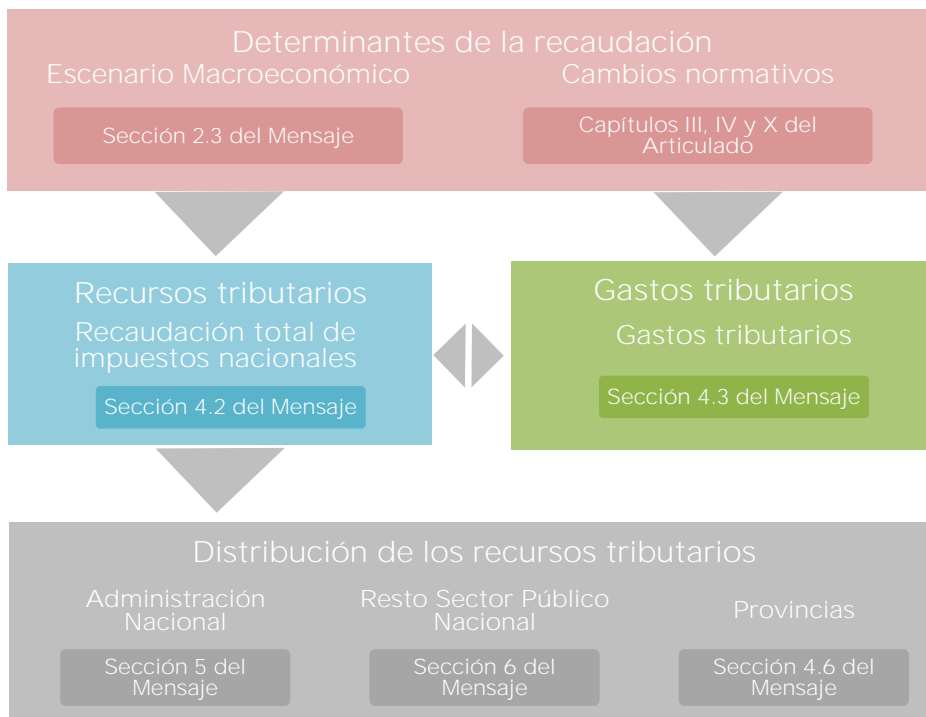 Determinantes de la recaudación
Escenario Macroeconómico
Sección 2.3 del Mensaje
Cambios normativos
Capítulos III, IV y X del
Articulado
Recursos tributarios
Recaudación total de
impuestos nacionales
Sección 4.2 del Mensaje
Gastos tributarios
Gastos tributarios
Sección 4.3 del Mensaje
Distribución de los recursos tributarios
Administración
Nacional
Sección 5 del
Mensaje
Resto Sector Público
Nacional
Sección 6 del
Mensaje
Provincias
Sección 4.6 del
Mensaje